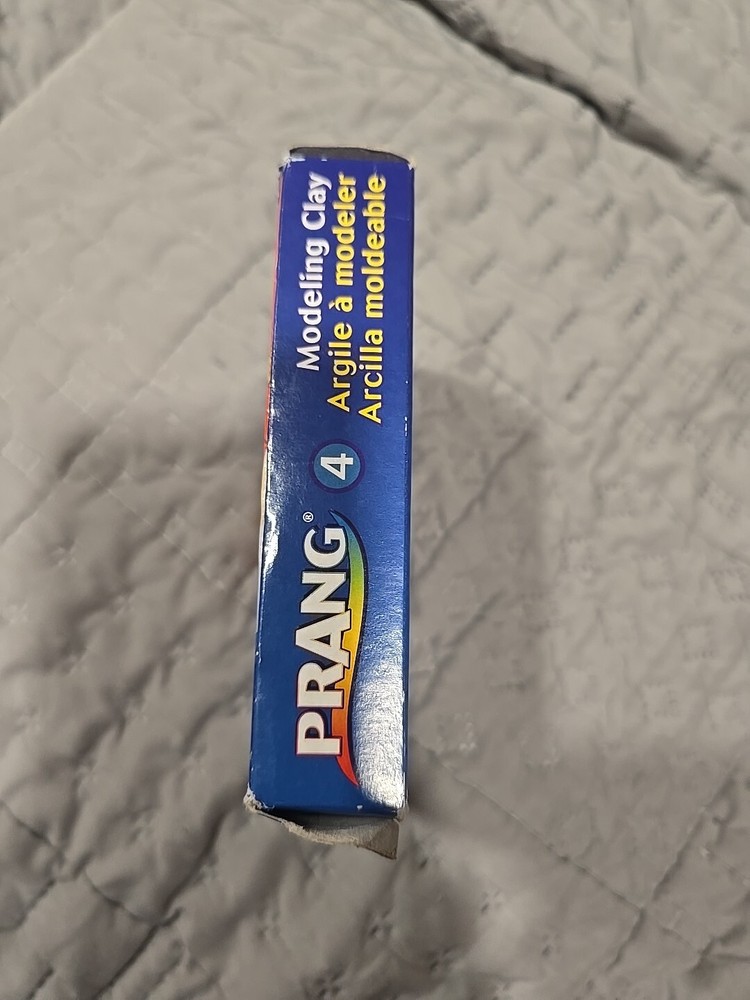 PRANG®
4
Modeling Clay
Argile à modeler
Arcilla moldeable